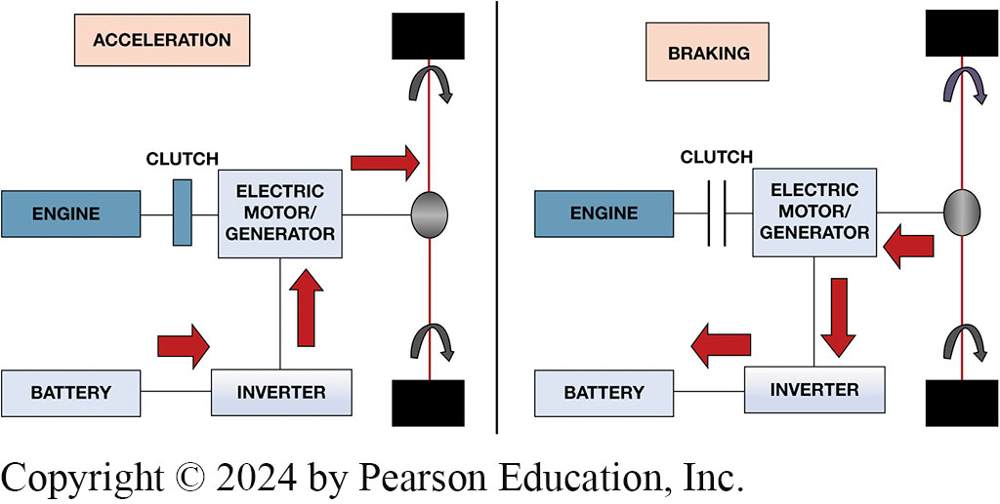 ACCELERATION
CLUTCH
ENGINE
ELECTRIC
MOTOR/
GENERATOR
BATTERY
INVERTER
BRAKING
CLUTCH
ENGINE
ELECTRIC
MOTOR/
GENERATOR
BATTERY
INVERTER
Copyright © 2024 by Pearson Education, Inc.